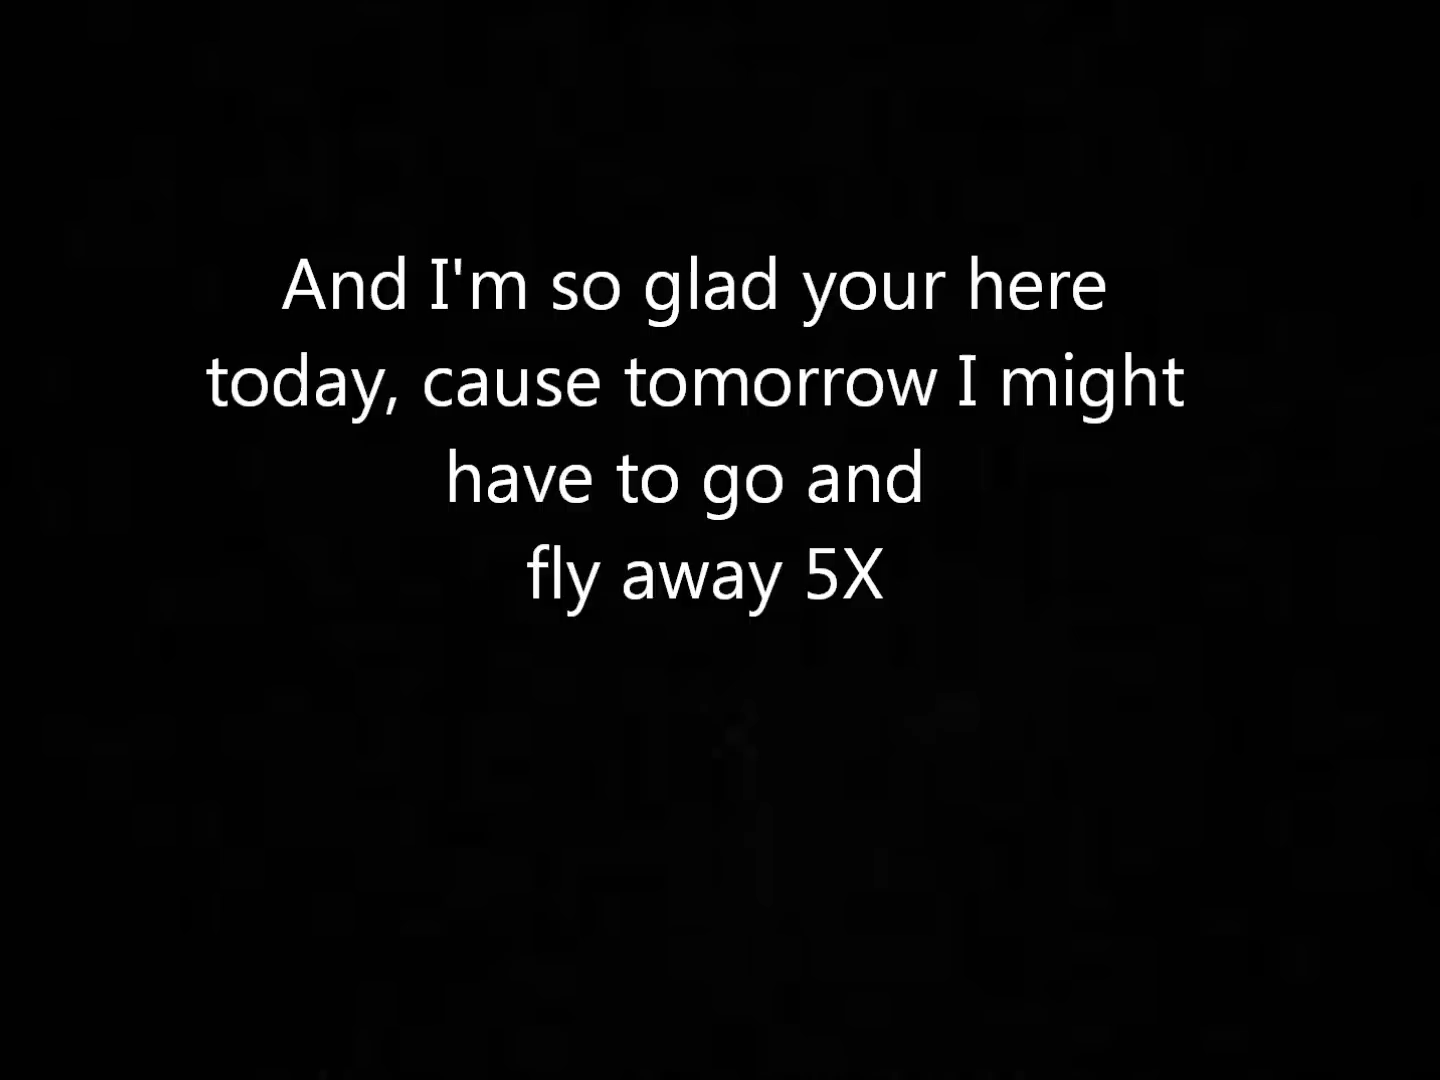 And I'm so glad your here
today, cause tomorrow I might
have to go and
fly away 5X